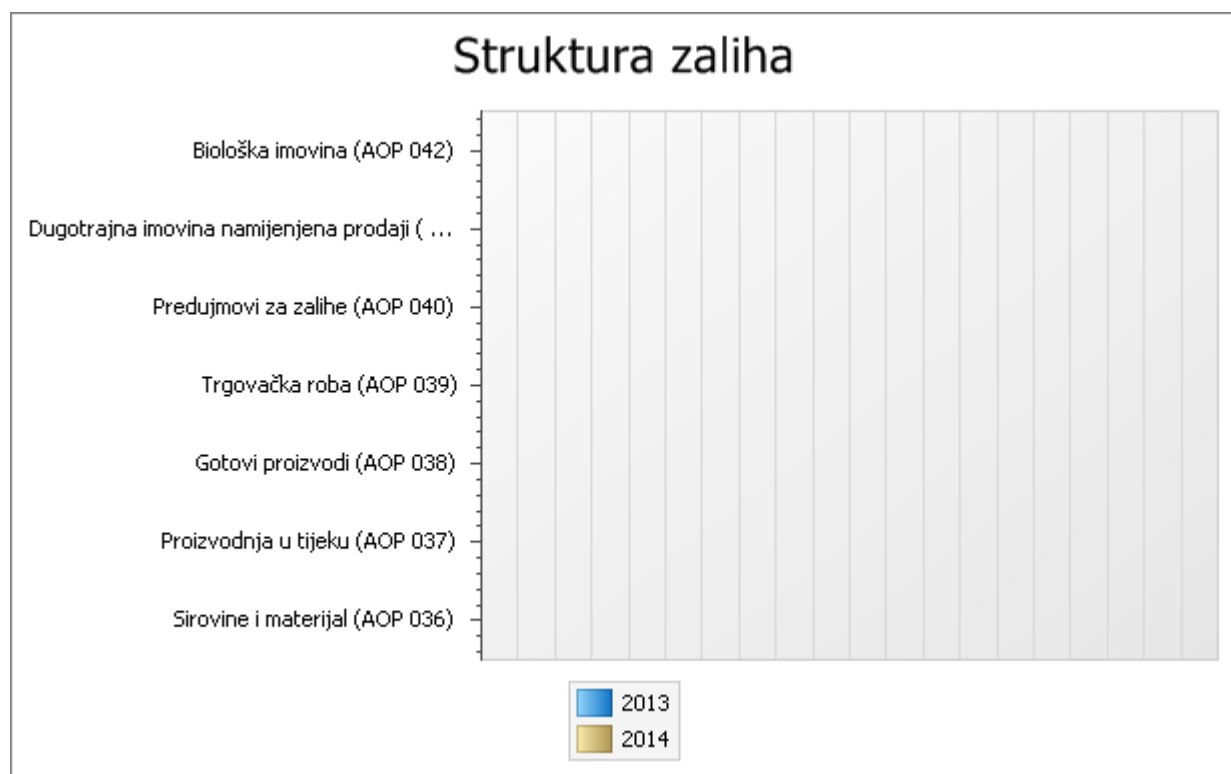 Struktura zaliha
Biološka imovina (AOP 042)
Dugotrajna imovina namijenjena prodaji ( ...
Predujmovi za zalihe (AOP 040)
Trgovačka roba (AOP 039)
Gotovi proizvodi (AOP 038)
Proizvodnja u tijeku (AOP 037)
Sirovine i materijal (AOP 036)
2013
2014